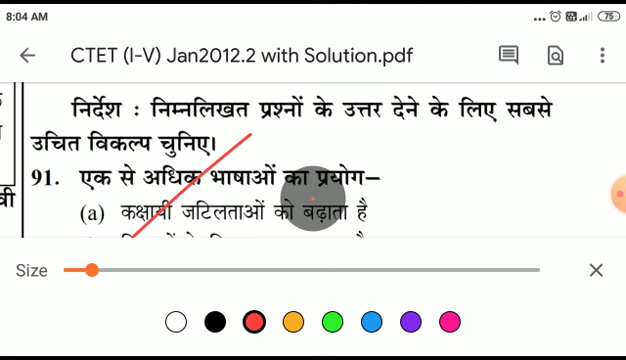 8:04 AM
75
CTET (I-V) Jan2012.2 with Solution.pdf
निर्देश : निम्नलिखत प्रश्नों के उत्तर देने के लिए सबसे
उचित विकल्प चुनिए।
91. एक से अधिक भाषाओं का प्रयोग–
वी
(a) कक्षायी जटिलताओं को बढ़ाता है
Size